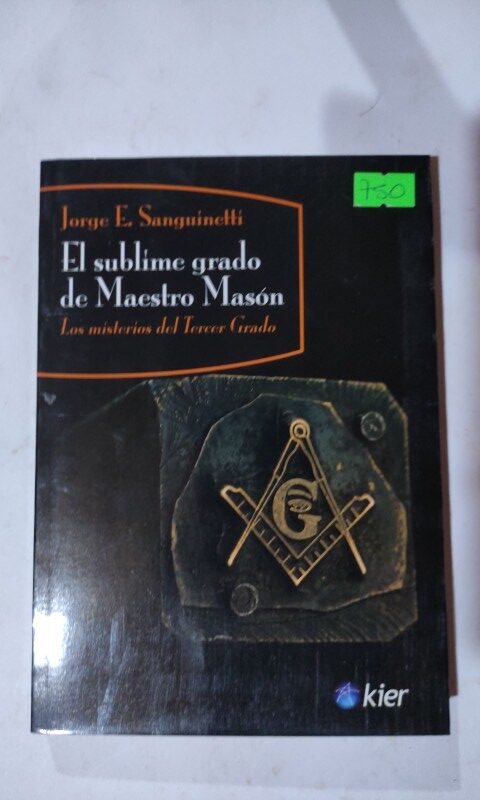 750
Jorge E. Sanguinetti
El sublime grado
de Maestro Masón
Los misterios del Tercer Grado
G
kier